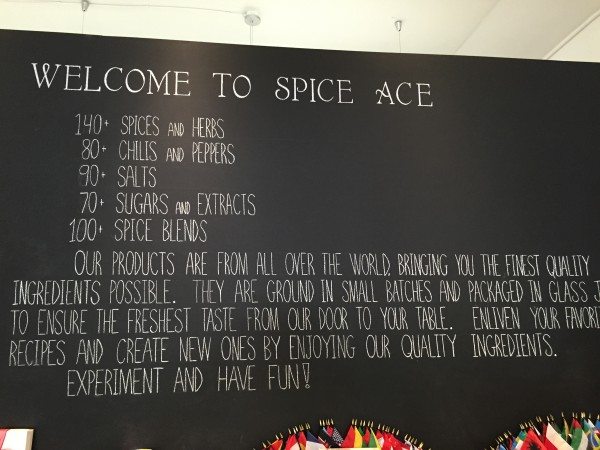 WELCOME TO SPICE ACE
140+ SPICES AND HERBS
80+ CHILIS AND PEPPERS
90+ SALTS
70+ SUGARS AND EXTRACTS
100+ SPICE BLENDS
OUR PRODUCTS ARE FROM ALL OVER THE WORLD, BRINGING YOU THE FINEST QUALITY
INGREDIENTS POSSIBLE. THEY ARE GROUND IN SMALL BATCHES AND PACKAGED IN GLASS
TO ENSURE THE FRESHEST TASTE FROM OUR DOOR TO YOUR TABLE. ENLIVEN YOUR
RECIPES AND CREATE NEW ONES BY ENJOYING OUR QUALITY INGREDIENTS.
EXPERIMENT AND HAVE FUN!